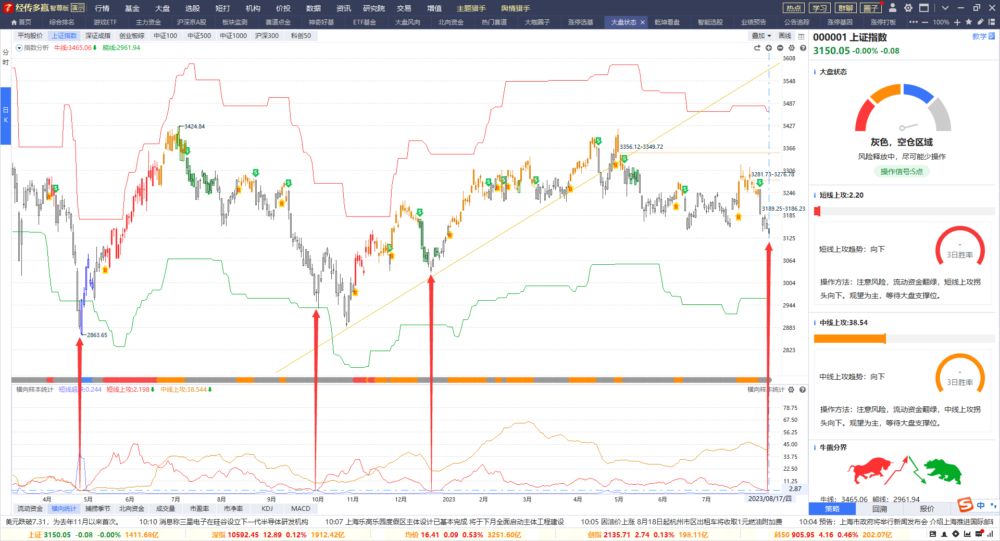 经传多赢 智尊版 演示 行情 基金 大盘 选股 短打 机构 价投 数据 资讯 研究院 交易 增值 主题猎手 舆情猎手 热点 学习 群聊 圈子
首页 综合排名 游戏ETF 主力资金 沪深京A股 板块监测 赛道点金 神奇好基 ETF基金 大盘风向 北向资金 热门赛道 大咖圈子 涨停选基 大盘状态 乾坤看盘 智能选股 业绩预告 公告追踪 涨停基因 涨停打板 100%
平均股价 上证指数 深证成指 创业板综 中证100 中证500 中证1000 沪深300 科创50 叠加 画线
分时
日K
指数分析 牛线:3465.06 熊线:2961.94
3608
3548
3487
3427
3366
3306
3246
3185
3125
3064
3004
2944
2883
2823
3424.84
3356.12-3349.72
3281.73-3276.78
3189.25-3186.23
2863.65
横向样本统计 短线超跌:0.244 短线上攻:2.198 中线上攻:38.544
横向样本统计
78.75
67.50
56.25
45.00
33.75
22.50
11.25
2.87
4月 5月 6月 7月 8月 9月 10月 11月 12月 2023 2月 3月 4月 5月 6月 7月 2023/08/17/四
流动资金 横向统计 捕捞季节 北向资金 成交量 市盈率 市净率 KDJ MACD
000001 上证指数 教学
3150.05 -0.00% -0.08
大盘状态
灰色，空仓区域
风险释放中，尽可能少操作
操作信号:S点
短线上攻:2.20
短线上攻趋势：向下
-
3日胜率
操作方法：注意风险，流动资金翻绿，短线上攻拐
头向下。观望为主，等待大盘支撑位。
中线上攻:38.54
中线上攻趋势：向下
-
3日胜率
操作方法：注意风险，流动资金翻绿，中线上攻拐
头向下。观望为主，等待大盘支撑位。
牛熊分界
牛线：3465.06 熊线：2961.94
策略 回溯 报价
中
美元跌破7.31，为去年11月以来首次。 10:10 消息称三星电子在硅谷设立下一代半导体研发机构 10:07 上海乐高乐园度假区主体设计已基本完成 将于下月全面启动主体工程建设 10:05 因油价上涨 8月18日起杭州市区出租车将收取1元燃油附加费 10:04 预告：上海市政府将举行新闻发布会 介绍上海推进国际邮轮
上证 3150.05 -0.08 -0.00% 1411.68亿 深指 10592.45 12.89 0.12% 1912.42亿 均价 16.41 0.09 0.53% 3251.60亿 创指 2135.71 2.74 0.13% 198.11亿 科50 905.95 4.16 0.46% 202.07亿